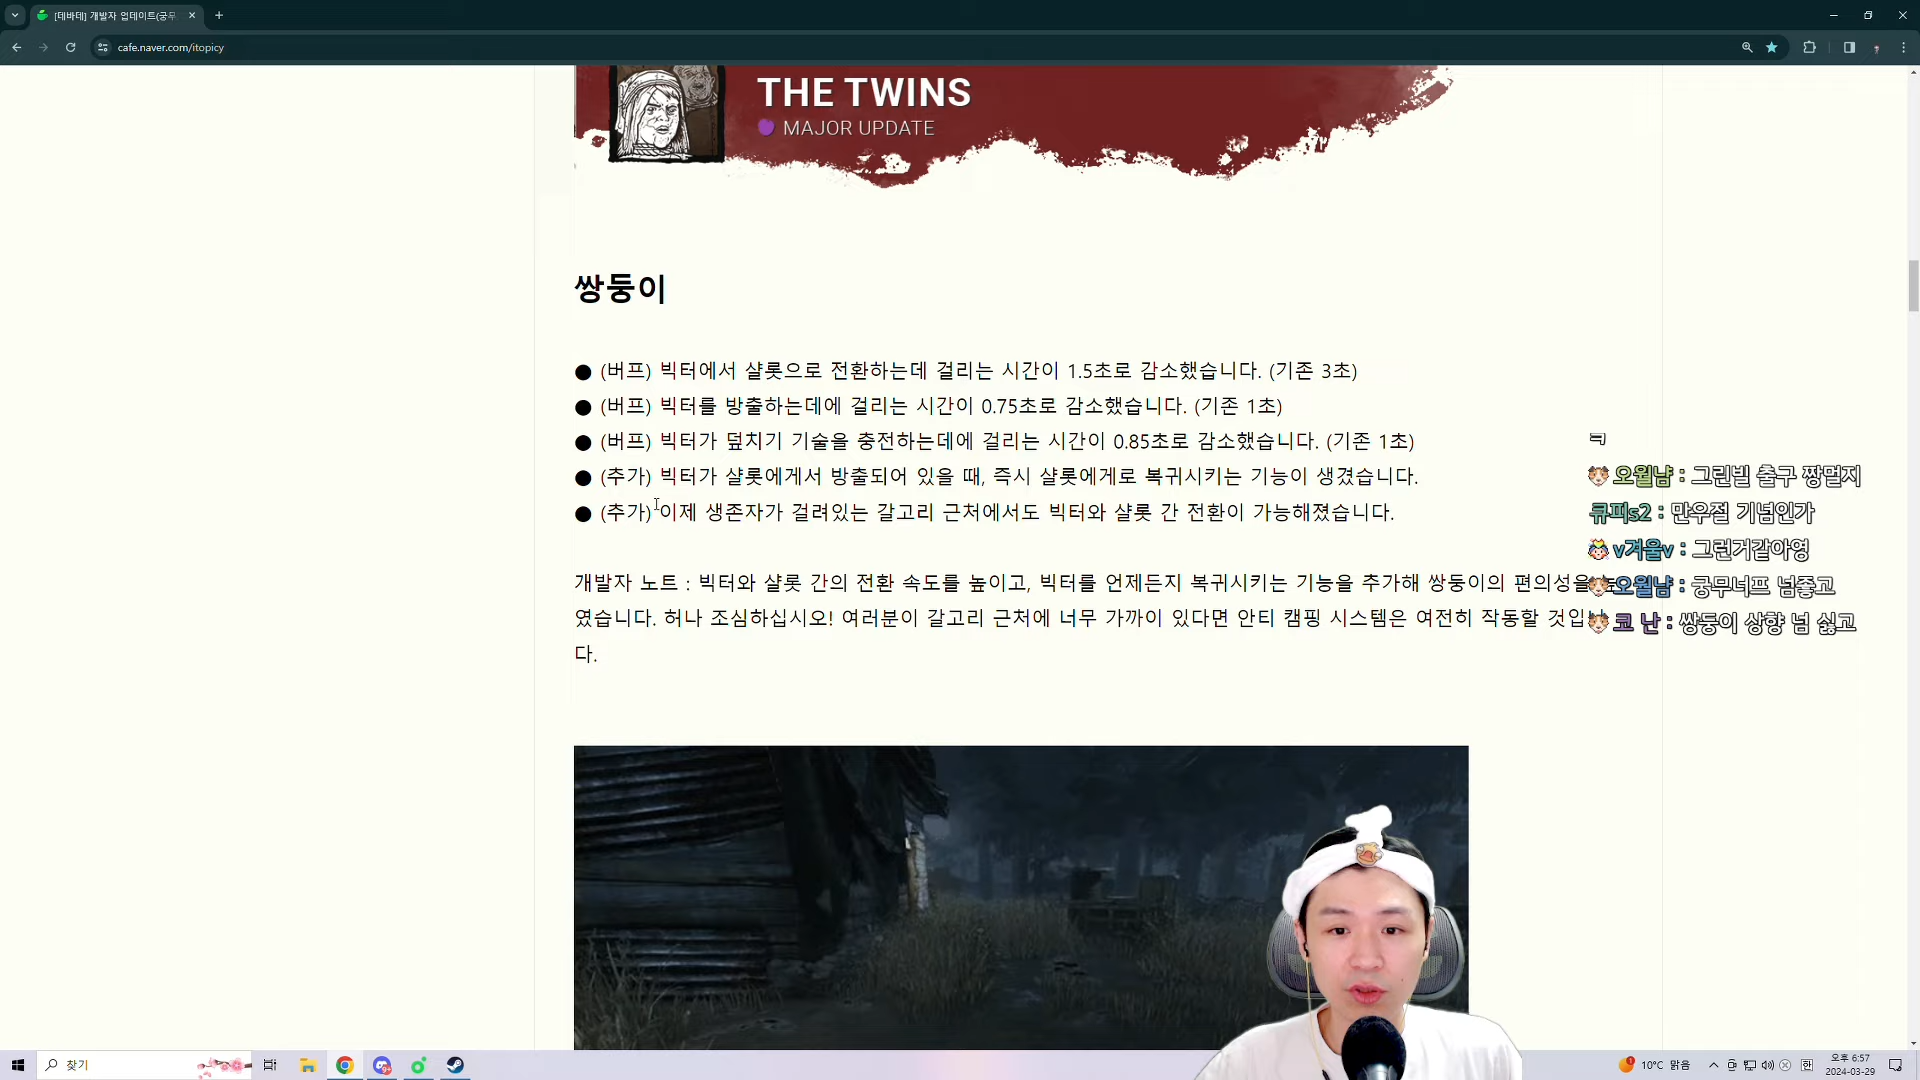 [데바데] 개발자 업데이트(궁무
cafe.naver.com/itopicy
THE TWINS
MAJOR UPDATE
쌍둥이
● (버프) 빅터에서 샬롯으로 전환하는데 걸리는 시간이 1.5초로 감소했습니다. (기존 3초)
● (버프) 빅터를 방출하는데에 걸리는 시간이 0.75초로 감소했습니다. (기존 1초)
● (버프) 빅터가 덮치기 기술을 충전하는데에 걸리는 시간이 0.85초로 감소했습니다. (기존 1초)
● (추가) 빅터가 샬롯에게서 방출되어 있을 때, 즉시 샬롯에게로 복귀시키는 기능이 생겼습니다.
● (추가) 이제 생존자가 걸려있는 갈고리 근처에서도 빅터와 샬롯 간 전환이 가능해졌습니다.
개발자 노트 : 빅터와 샬롯 간의 전환 속도를 높이고, 빅터를 언제든지 복귀시키는 기능을 추가해 쌍둥이의 편의성을
였습니다. 허나 조심하십시오! 여러분이 갈고리 근처에 너무 가까이 있다면 안티 캠핑 시스템은 여전히 작동할 것입니
다.
ㅋ
오월냠 : 그린빌 출구 짱멀지
큐피s2 : 만우절 기념인가
v겨울v : 그런거같아영
오월냠 : 궁무너프 넘좋고
코 난 : 쌍둥이 상향 넘 싫고
찾기
10°C 맑음
한
오후 6:57
2024-03-29